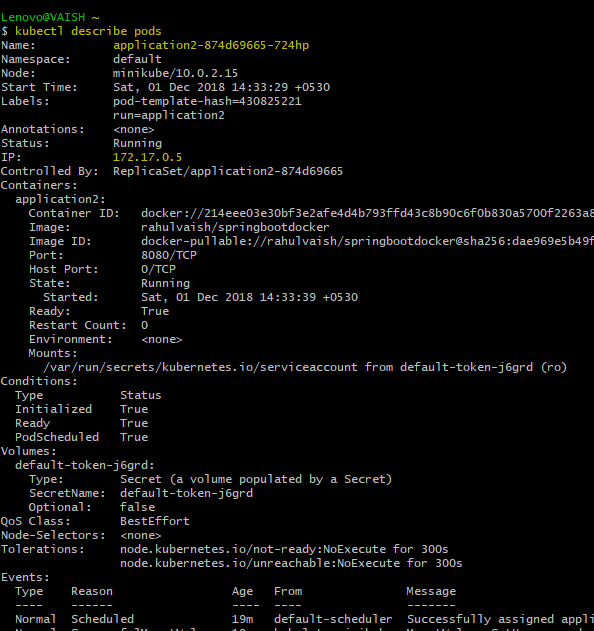 Lenovo@VAISH ~
$ kubectl describe pods
Name:           application2-874d69665-724hp
Namespace:      default
Node:           minikube/10.0.2.15
Start Time:     Sat, 01 Dec 2018 14:33:29 +0530
Labels:         pod-template-hash=430825221
                run=application2
Annotations:    <none>
Status:         Running
IP:             172.17.0.5
Controlled By:  ReplicaSet/application2-874d69665
Containers:
  application2:
    Container ID:   docker://214eee03e30bf3e2afe4d4b793ffd43c8b90c6f0b830a5700f2263a8
    Image:          rahulvaish/springbootdocker
    Image ID:       docker-pullable://rahulvaish/springbootdocker@sha256:dae969e5b49f
    Port:           8080/TCP
    Host Port:      0/TCP
    State:          Running
      Started:      Sat, 01 Dec 2018 14:33:39 +0530
    Ready:          True
    Restart Count:  0
    Environment:    <none>
    Mounts:
      /var/run/secrets/kubernetes.io/serviceaccount from default-token-j6grd (ro)
Conditions:
  Type           Status
  Initialized    True
  Ready          True
  PodScheduled   True
Volumes:
  default-token-j6grd:
    Type:        Secret (a volume populated by a Secret)
    SecretName:  default-token-j6grd
    Optional:    false
QoS Class:       BestEffort
Node-Selectors:  <none>
Tolerations:     node.kubernetes.io/not-ready:NoExecute for 300s
                 node.kubernetes.io/unreachable:NoExecute for 300s
Events:
  Type    Reason                 Age   From               Message
  ----    ------                 ----  ----               -------
  Normal  Scheduled              19m   default-scheduler  Successfully assigned appli